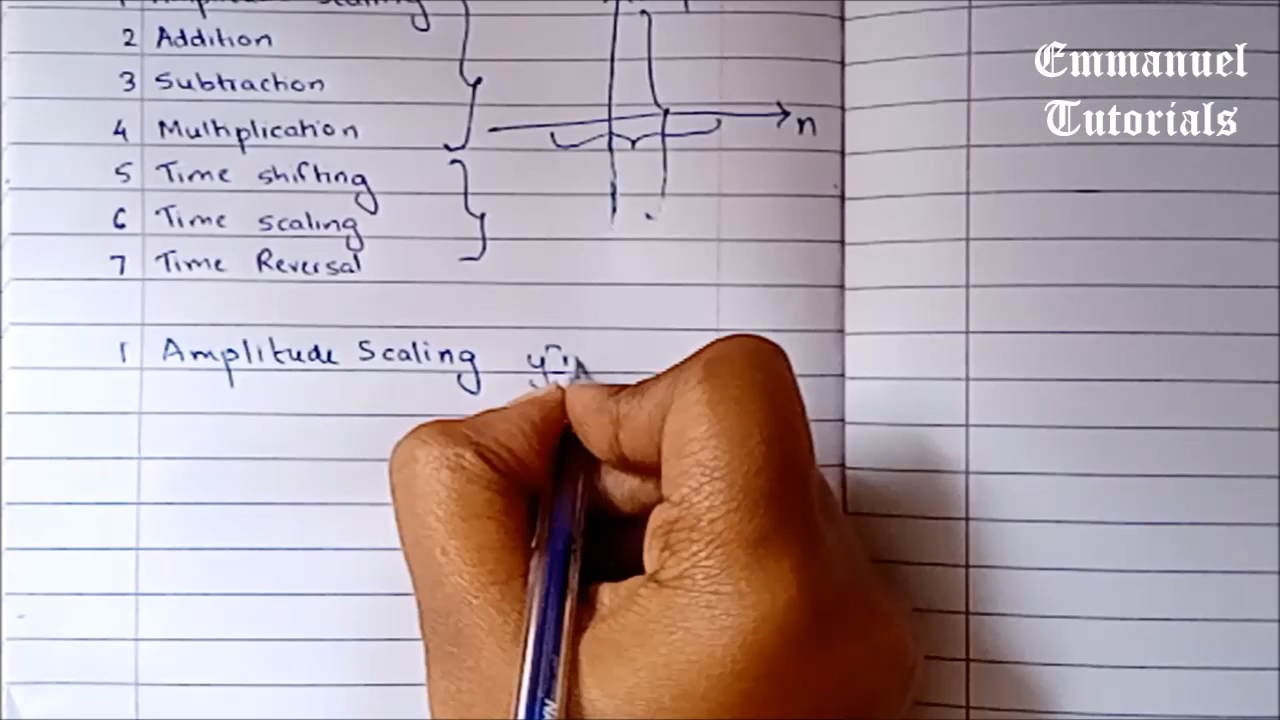 Scaling
2 Addition
3 Subtraction
4 Multiplication
n
5 Time shifting
6 Time scaling
7 Time Reversal
1 Amplitude Scaling y
Emmanuel
Tutorials